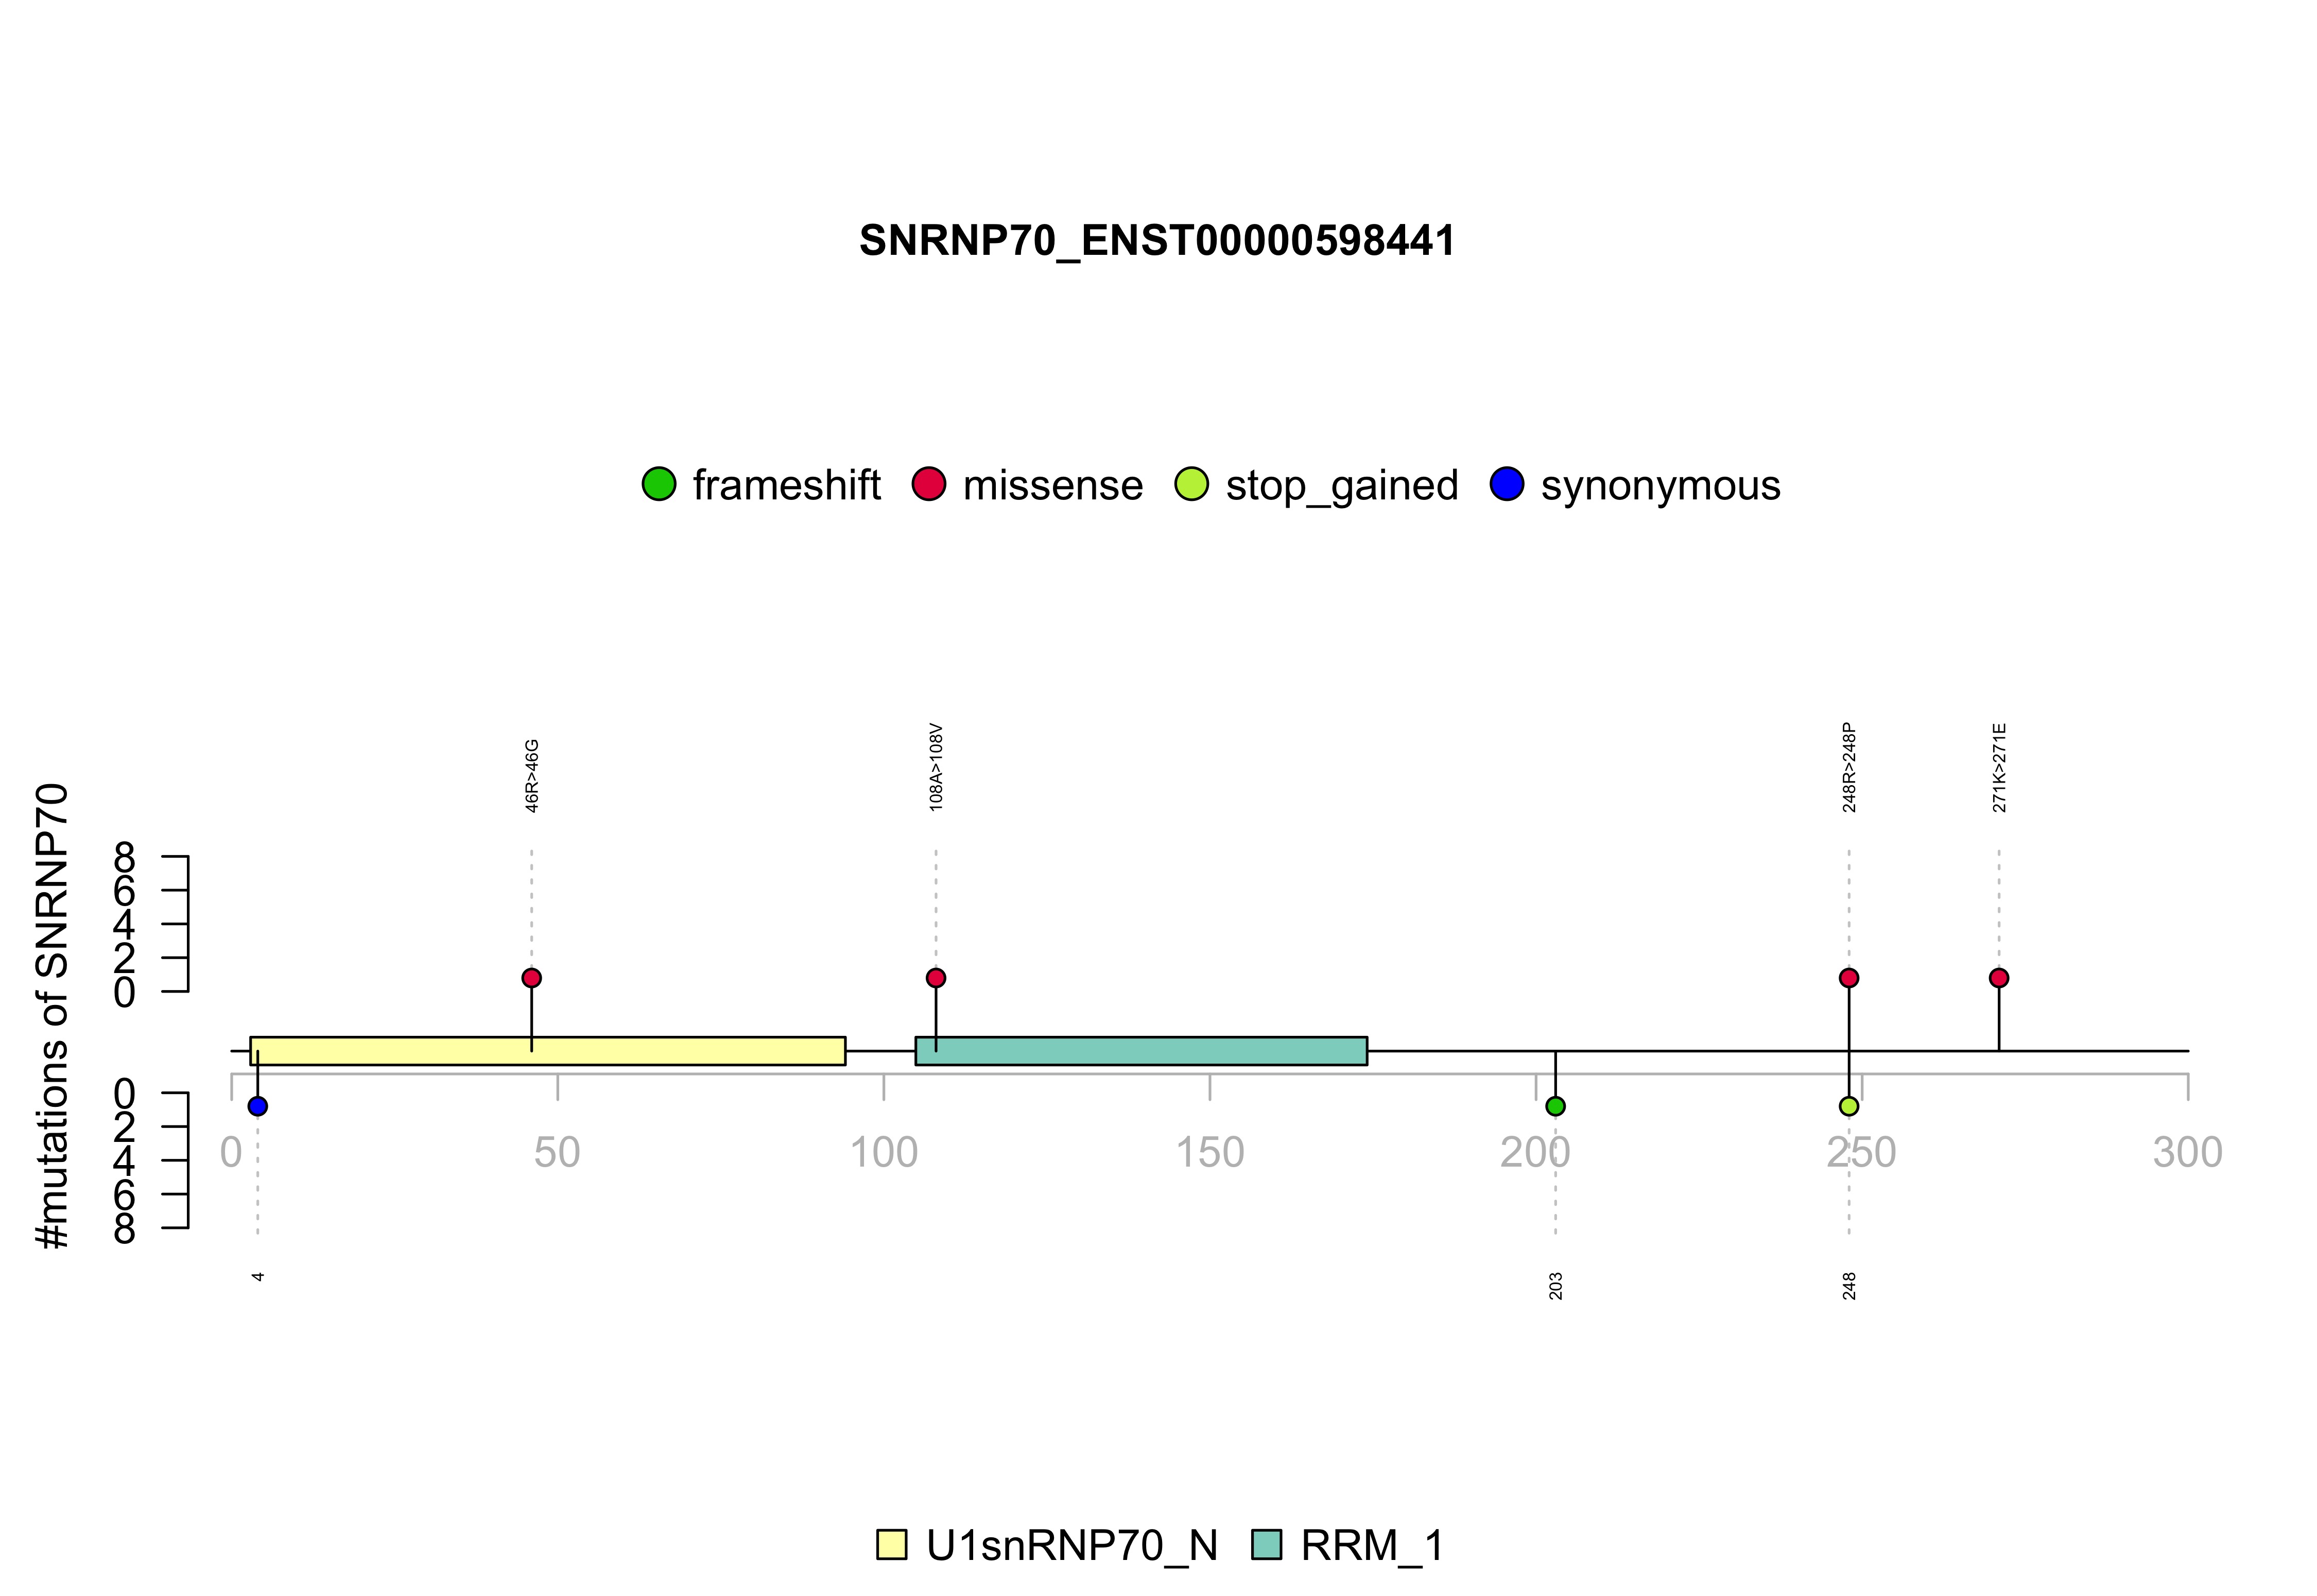 SNRNP70_ENST00000598441
frameshift missense stop_gained synonymous
46R>46G 108A>108V 248R>248P 271K>271E
#mutations of SNRNP70
8
6
4
2
0
0
2
4
6
8
0 50 100 150 200 250 300
4 203 248
U1snRNP70_N RRM_1